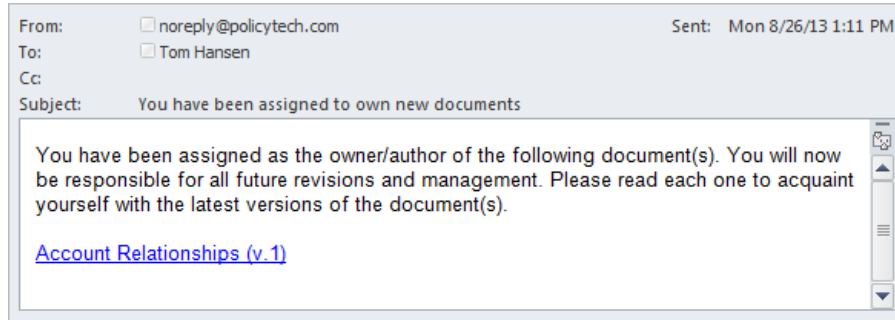 From: noreply@policytech.com Sent: Mon 8/26/13 1:11 PM
To: Tom Hansen
Cc:
Subject: You have been assigned to own new documents
You have been assigned as the owner/author of the following document(s). You will now
be responsible for all future revisions and management. Please read each one to acquaint
yourself with the latest versions of the document(s).
Account Relationships (v.1)